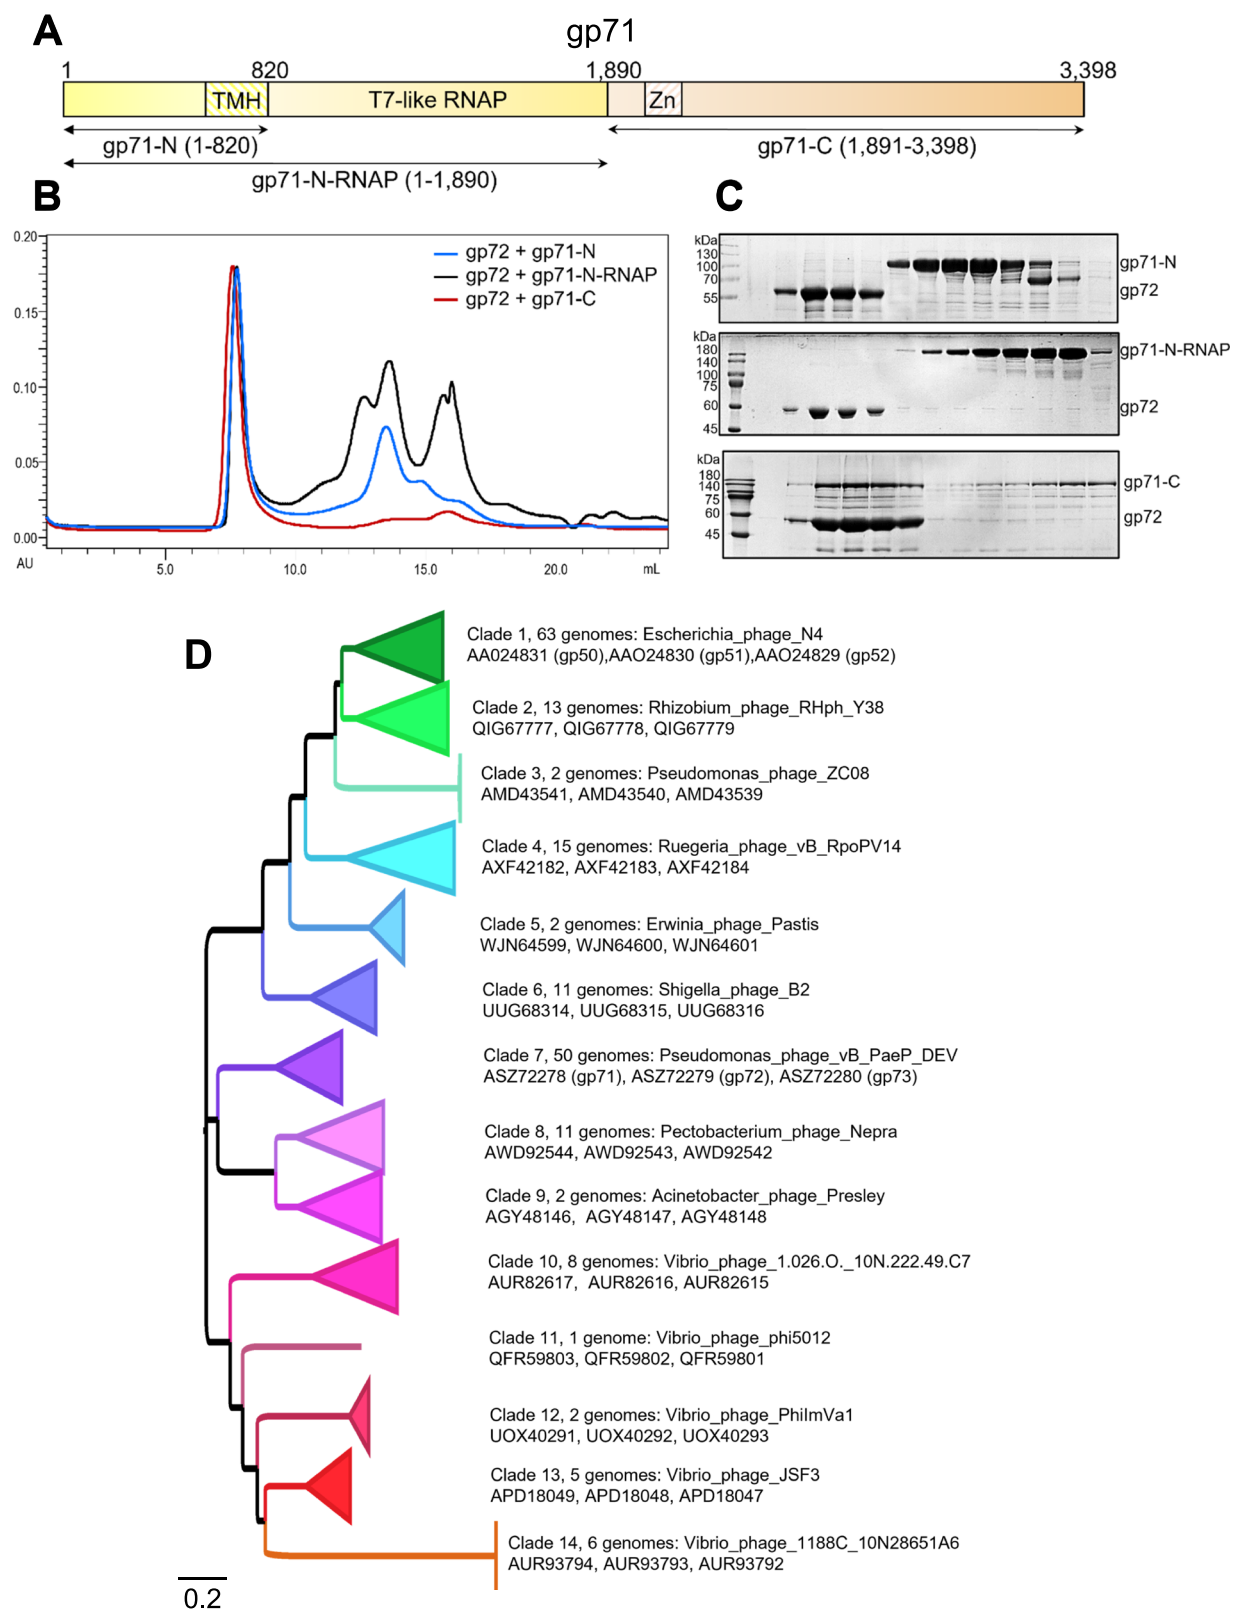 A
gp71
1 820 1,890 3,398
TMH T7-like RNAP Zn
gp71-N (1-820) gp71-C (1,891-3,398)
gp71-N-RNAP (1-1,890)
B
0.20
0.15
0.10
0.05
0.00
AU 5.0 10.0 15.0 20.0 mL
gp72 + gp71-N
gp72 + gp71-N-RNAP
gp72 + gp71-C
C
kDa
130
100
70
55
gp71-N
gp72
kDa
180
140
100
75
60
45
gp71-N-RNAP
gp72
kDa
180
140
75
60
45
gp71-C
gp72
D
Clade 1, 63 genomes: Escherichia_phage_N4
AA024831 (gp50),AAO24830 (gp51),AAO24829 (gp52)
Clade 2, 13 genomes: Rhizobium_phage_RHph_Y38
QIG67777, QIG67778, QIG67779
Clade 3, 2 genomes: Pseudomonas_phage_ZC08
AMD43541, AMD43540, AMD43539
Clade 4, 15 genomes: Ruegeria_phage_vB_RpoPV14
AXF42182, AXF42183, AXF42184
Clade 5, 2 genomes: Erwinia_phage_Pastis
WJN64599, WJN64600, WJN64601
Clade 6, 11 genomes: Shigella_phage_B2
UUG68314, UUG68315, UUG68316
Clade 7, 50 genomes: Pseudomonas_phage_vB_PaeP_DEV
ASZ72278 (gp71), ASZ72279 (gp72), ASZ72280 (gp73)
Clade 8, 11 genomes: Pectobacterium_phage_Nepra
AWD92544, AWD92543, AWD92542
Clade 9, 2 genomes: Acinetobacter_phage_Presley
AGY48146, AGY48147, AGY48148
Clade 10, 8 genomes: Vibrio_phage_1.026.O._10N.222.49.C7
AUR82617, AUR82616, AUR82615
Clade 11, 1 genome: Vibrio_phage_phi5012
QFR59803, QFR59802, QFR59801
Clade 12, 2 genomes: Vibrio_phage_PhiImVa1
UOX40291, UOX40292, UOX40293
Clade 13, 5 genomes: Vibrio_phage_JSF3
APD18049, APD18048, APD18047
Clade 14, 6 genomes: Vibrio_phage_1188C_10N28651A6
AUR93794, AUR93793, AUR93792
0.2